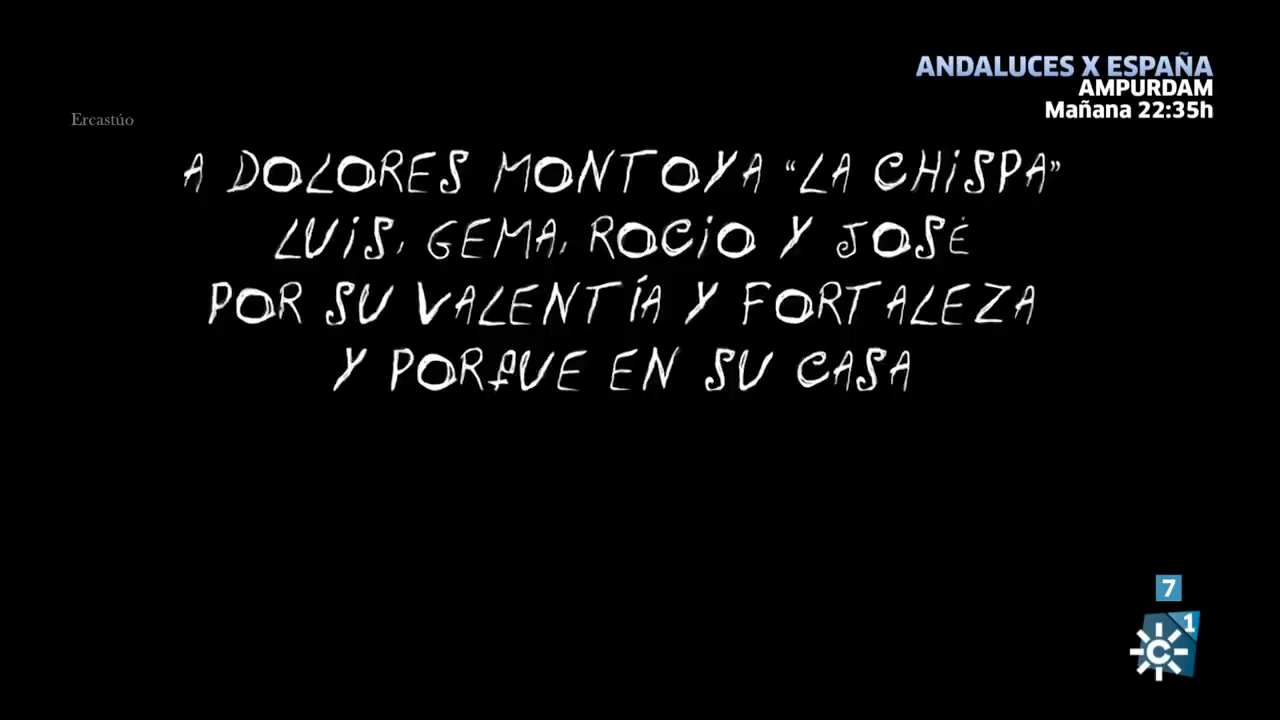 ANDALUCES X ESPAÑA
AMPURDAM
Mañana 22:35h
Ercastúo
A DOLORES MONTOYA “LA CHiSPA”
LUiS, GEMA, ROCiO Y JOSÉ
POR SU VALENTÍA Y FORTALEZA
Y PORQUE EN SU CASA
7
1
C